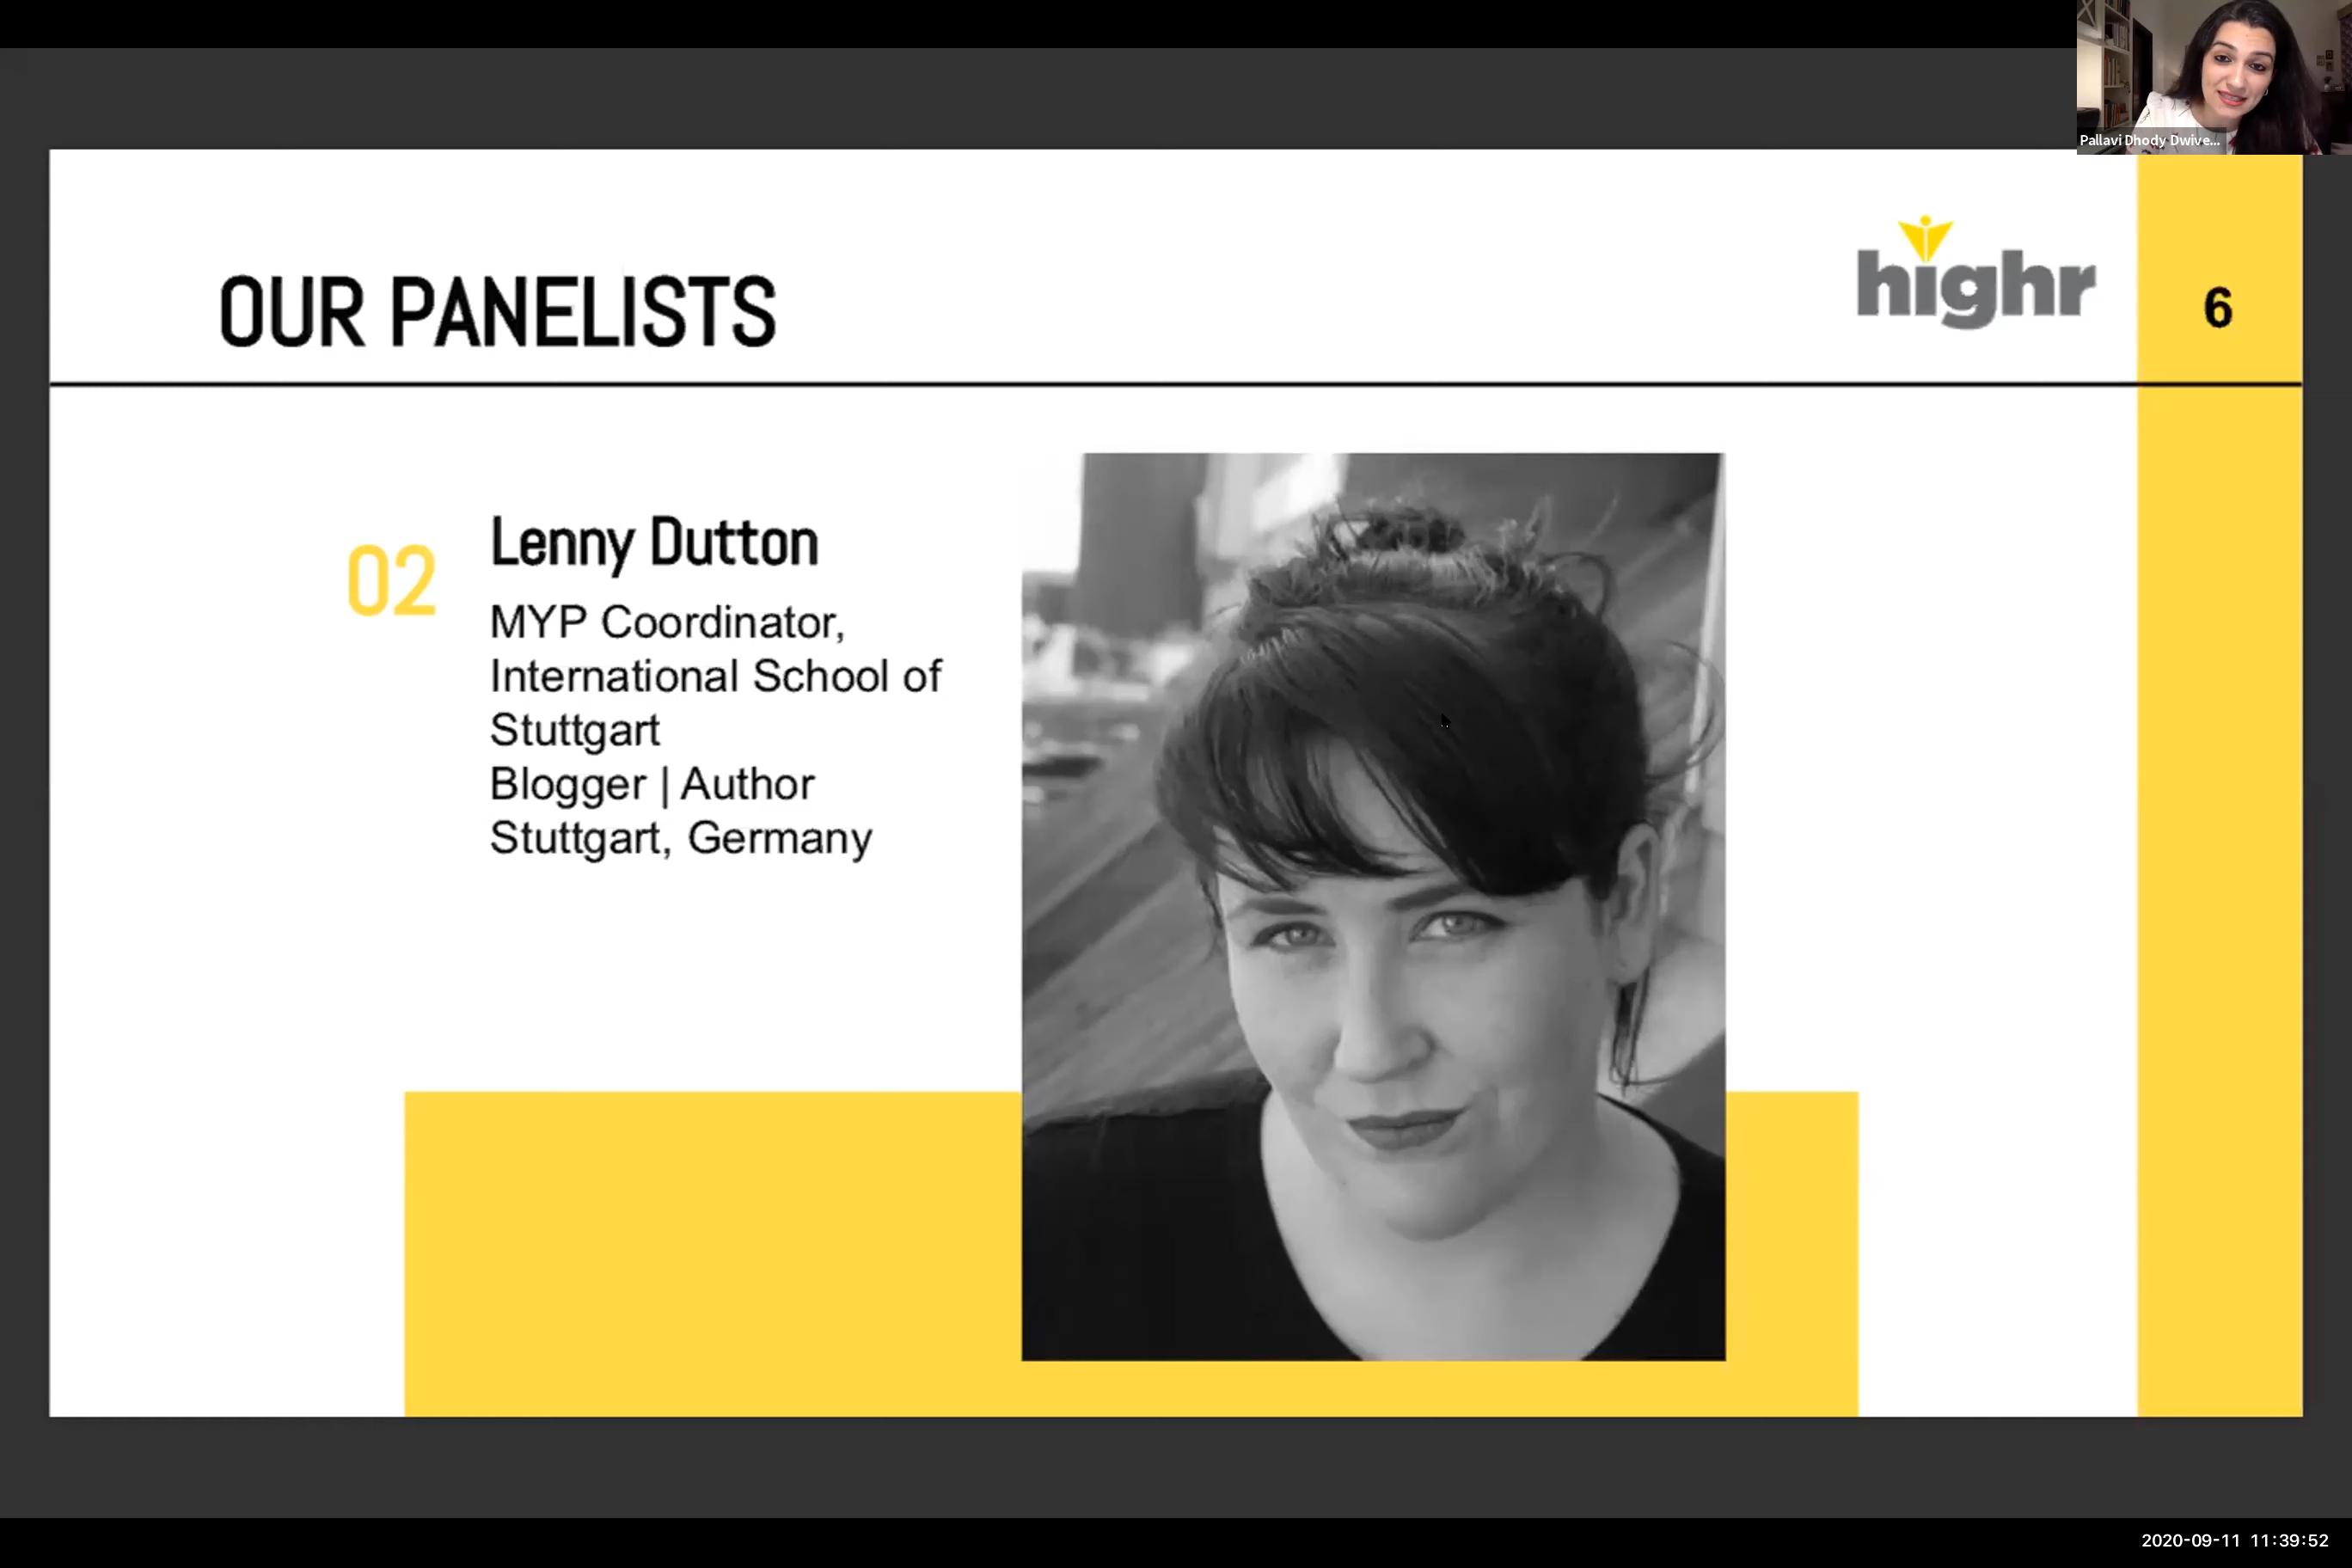 Pallavi Dhody Dwive...
OUR PANELISTS
highr
6
02
Lenny Dutton
MYP Coordinator,
International School of
Stuttgart
Blogger | Author
Stuttgart, Germany
2020-09-11 11:39:52